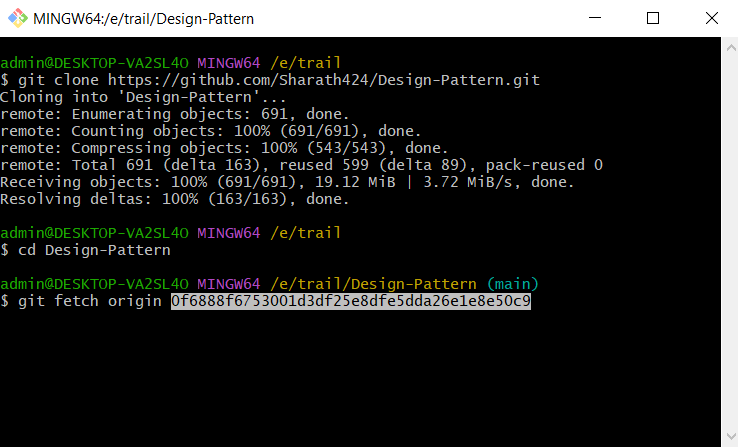 MINGW64:/e/trail/Design-Pattern
admin@DESKTOP-VA2SL4O MINGW64 /e/trail
$ git clone https://github.com/Sharath424/Design-Pattern.git
Cloning into 'Design-Pattern'...
remote: Enumerating objects: 691, done.
remote: Counting objects: 100% (691/691), done.
remote: Compressing objects: 100% (543/543), done.
remote: Total 691 (delta 163), reused 599 (delta 89), pack-reused 0
Receiving objects: 100% (691/691), 19.12 MiB | 3.72 MiB/s, done.
Resolving deltas: 100% (163/163), done.
admin@DESKTOP-VA2SL4O MINGW64 /e/trail
$ cd Design-Pattern
admin@DESKTOP-VA2SL4O MINGW64 /e/trail/Design-Pattern (main)
$ git fetch origin 0f6888f6753001d3df25e8dfe5dda26e1e8e50c9